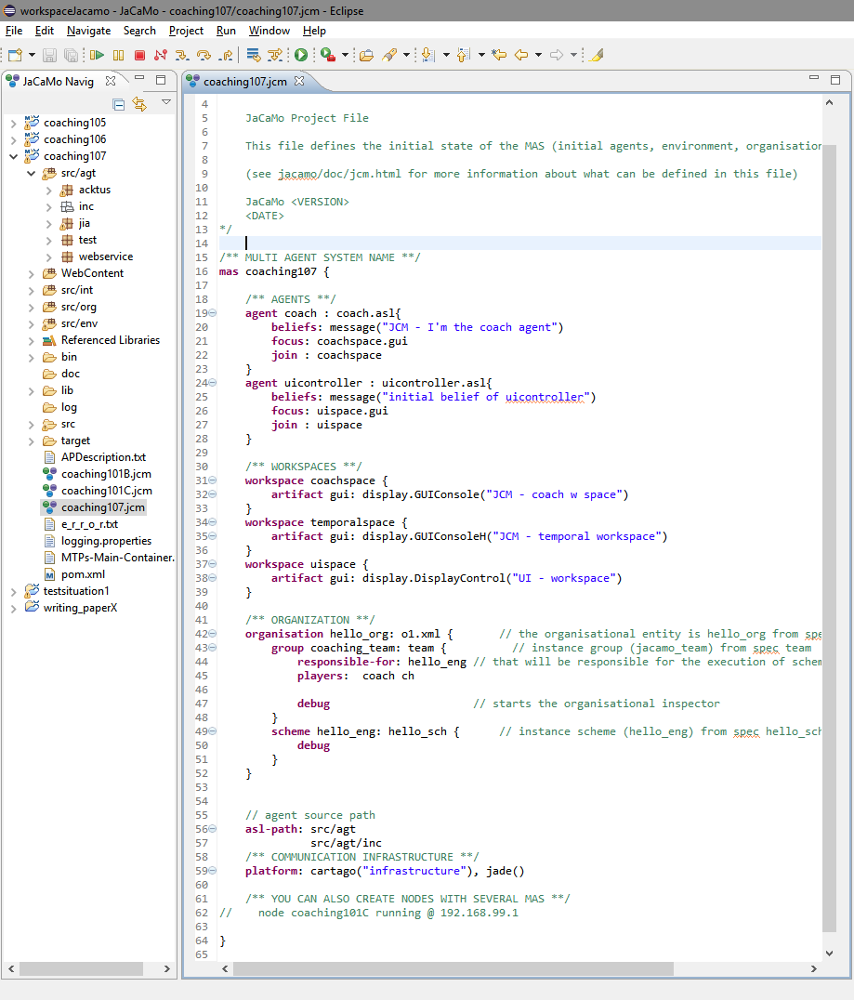 workspaceJacamo - JaCaMo - coaching107/coaching107.jcm - Eclipse
File Edit Navigate Search Project Run Window Help
JaCaMo Navig
coaching105
coaching106
coaching107
src/agt
acktus
inc
jia
test
webservice
WebContent
src/int
src/org
src/env
Referenced Libraries
bin
doc
lib
log
src
target
APDescription.txt
coaching101B.jcm
coaching101C.jcm
coaching107.jcm
e_r_r_o_r.txt
logging.properties
MTPs-Main-Container.
pom.xml
testsituation1
writing_paperX
coaching107.jcm
4
5 JaCaMo Project File
6
7 This file defines the initial state of the MAS (initial agents, environment, organisation
8
9 (see jacamo/doc/jcm.html for more information about what can be defined in this file)
10
11 JaCaMo <VERSION>
12 <DATE>
13 */
14
15 /** MULTI AGENT SYSTEM NAME **/
16 mas coaching107 {
17
18 /** AGENTS **/
19 agent coach : coach.asl{
20 beliefs: message("JCM - I'm the coach agent")
21 focus: coachspace.gui
22 join : coachspace
23 }
24 agent uicontroller : uicontroller.asl{
25 beliefs: message("initial belief of uicontroller")
26 focus: uispace.gui
27 join : uispace
28 }
29
30 /** WORKSPACES **/
31 workspace coachspace {
32 artifact gui: display.GUIConsole("JCM - coach w space")
33 }
34 workspace temporalspace {
35 artifact gui: display.GUIConsoleH("JCM - temporal workspace")
36 }
37 workspace uispace {
38 artifact gui: display.DisplayControl("UI - workspace")
39 }
40
41 /** ORGANIZATION **/
42 organisation hello_org: o1.xml { // the organisational entity is hello_org from spe
43 group coaching_team: team { // instance group (jacamo_team) from spec team
44 responsible-for: hello_eng // that will be responsible for the execution of schem
45 players: coach ch
46
47 debug // starts the organisational inspector
48 }
49 scheme hello_eng: hello_sch { // instance scheme (hello_eng) from spec hello_sch
50 debug
51 }
52 }
53
54
55 // agent source path
56 asl-path: src/agt
57 src/agt/inc
58 /** COMMUNICATION INFRASTRUCTURE **/
59 platform: cartago("infrastructure"), jade()
60
61 /** YOU CAN ALSO CREATE NODES WITH SEVERAL MAS **/
62 // node coaching101C running @ 192.168.99.1
63
64 }
65